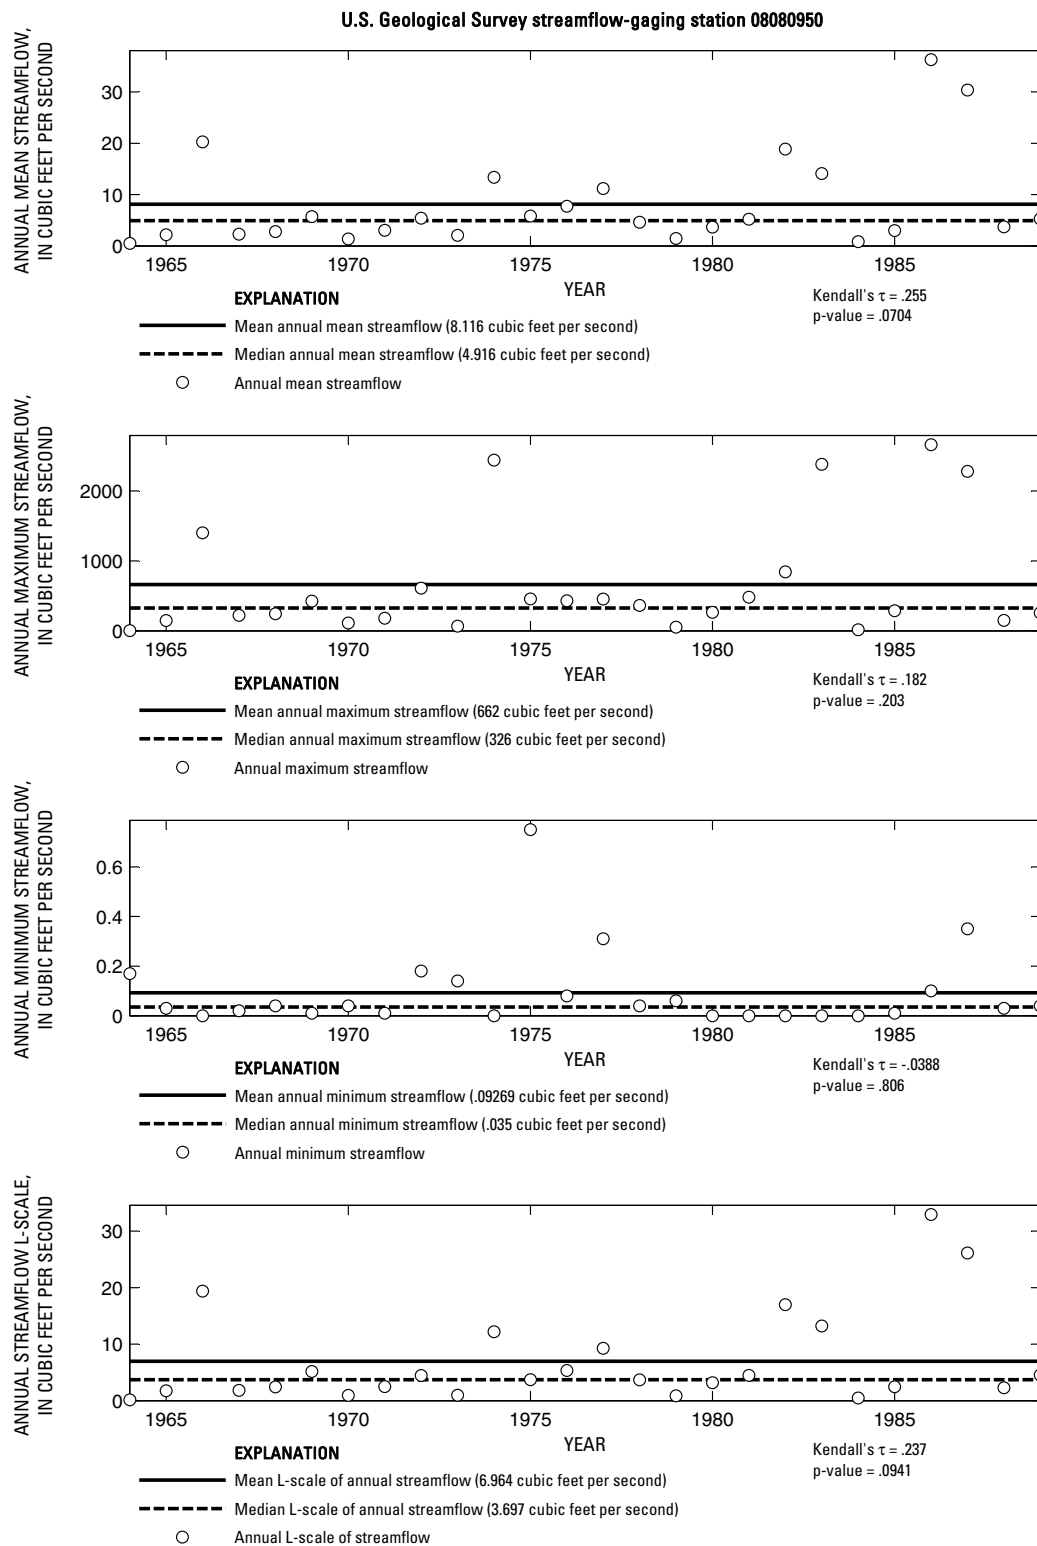 U.S. Geological Survey streamflow-gaging station 08080950
ANNUAL MEAN STREAMFLOW,
IN CUBIC FEET PER SECOND
30
20
10
0
1965 1970 1975 1980 1985
YEAR
EXPLANATION
Mean annual mean streamflow (8.116 cubic feet per second)
Median annual mean streamflow (4.916 cubic feet per second)
Annual mean streamflow
Kendall's τ = .255
p-value = .0704
ANNUAL MAXIMUM STREAMFLOW,
IN CUBIC FEET PER SECOND
2000
1000
0
1965 1970 1975 1980 1985
YEAR
EXPLANATION
Mean annual maximum streamflow (662 cubic feet per second)
Median annual maximum streamflow (326 cubic feet per second)
Annual maximum streamflow
Kendall's τ = .182
p-value = .203
ANNUAL MINIMUM STREAMFLOW,
IN CUBIC FEET PER SECOND
0.6
0.4
0.2
0
1965 1970 1975 1980 1985
YEAR
EXPLANATION
Mean annual minimum streamflow (.09269 cubic feet per second)
Median annual minimum streamflow (.035 cubic feet per second)
Annual minimum streamflow
Kendall's τ = -.0388
p-value = .806
ANNUAL STREAMFLOW L-SCALE,
IN CUBIC FEET PER SECOND
30
20
10
0
1965 1970 1975 1980 1985
YEAR
EXPLANATION
Mean L-scale of annual streamflow (6.964 cubic feet per second)
Median L-scale of annual streamflow (3.697 cubic feet per second)
Annual L-scale of streamflow
Kendall's τ = .237
p-value = .0941